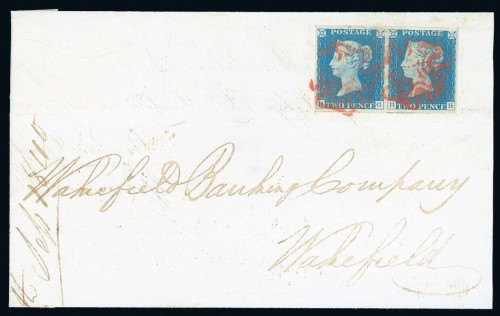 POSTAGE POSTAGE
TWO PENCE G TWO PENCE H
Wakefield Banking Company
Wakefield